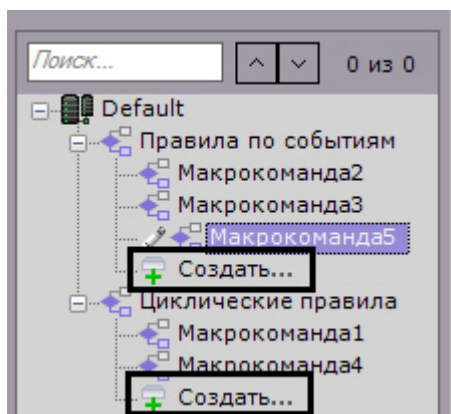 Поиск...
0 из 0
Default
Правила по событиям
Макрокоманда2
Макрокоманда3
Макрокоманда5
Создать...
Циклические правила
Макрокоманда1
Макрокоманда4
Создать...